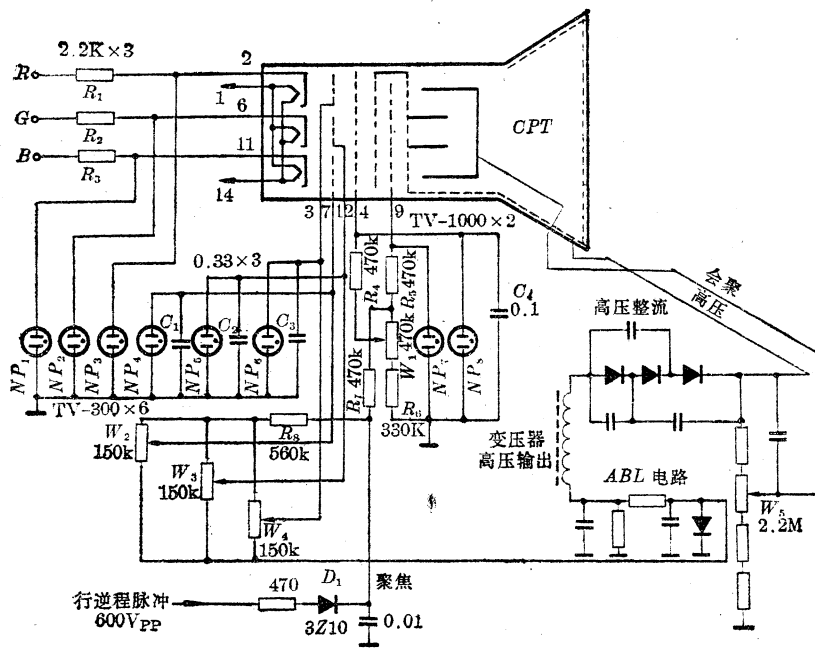 2.2K×3
R
R₁
2
1
G
R₂
6
B
R₃
11
14
CPT
3 7 12 4 9
TV-1000×2
0.33×3
470k
R₄
470k
R₅
C₄
0.1
会聚
高压
高压整流
C₁
C₂
C₃
NP₁
NP₂
NP₃
NP₄
NP₅
NP₆
470k
W₁
NP₇
NP₈
470k
R₇
TV-300×6
R₆
330K
W₂
150k
R₈
560k
变压器
高压输出
W₃
150k
ABL 电路
W₄
150k
W₅
2.2M
行逆程脉冲
600Vₚₚ
470
D₁
3Z10
聚焦
0.01